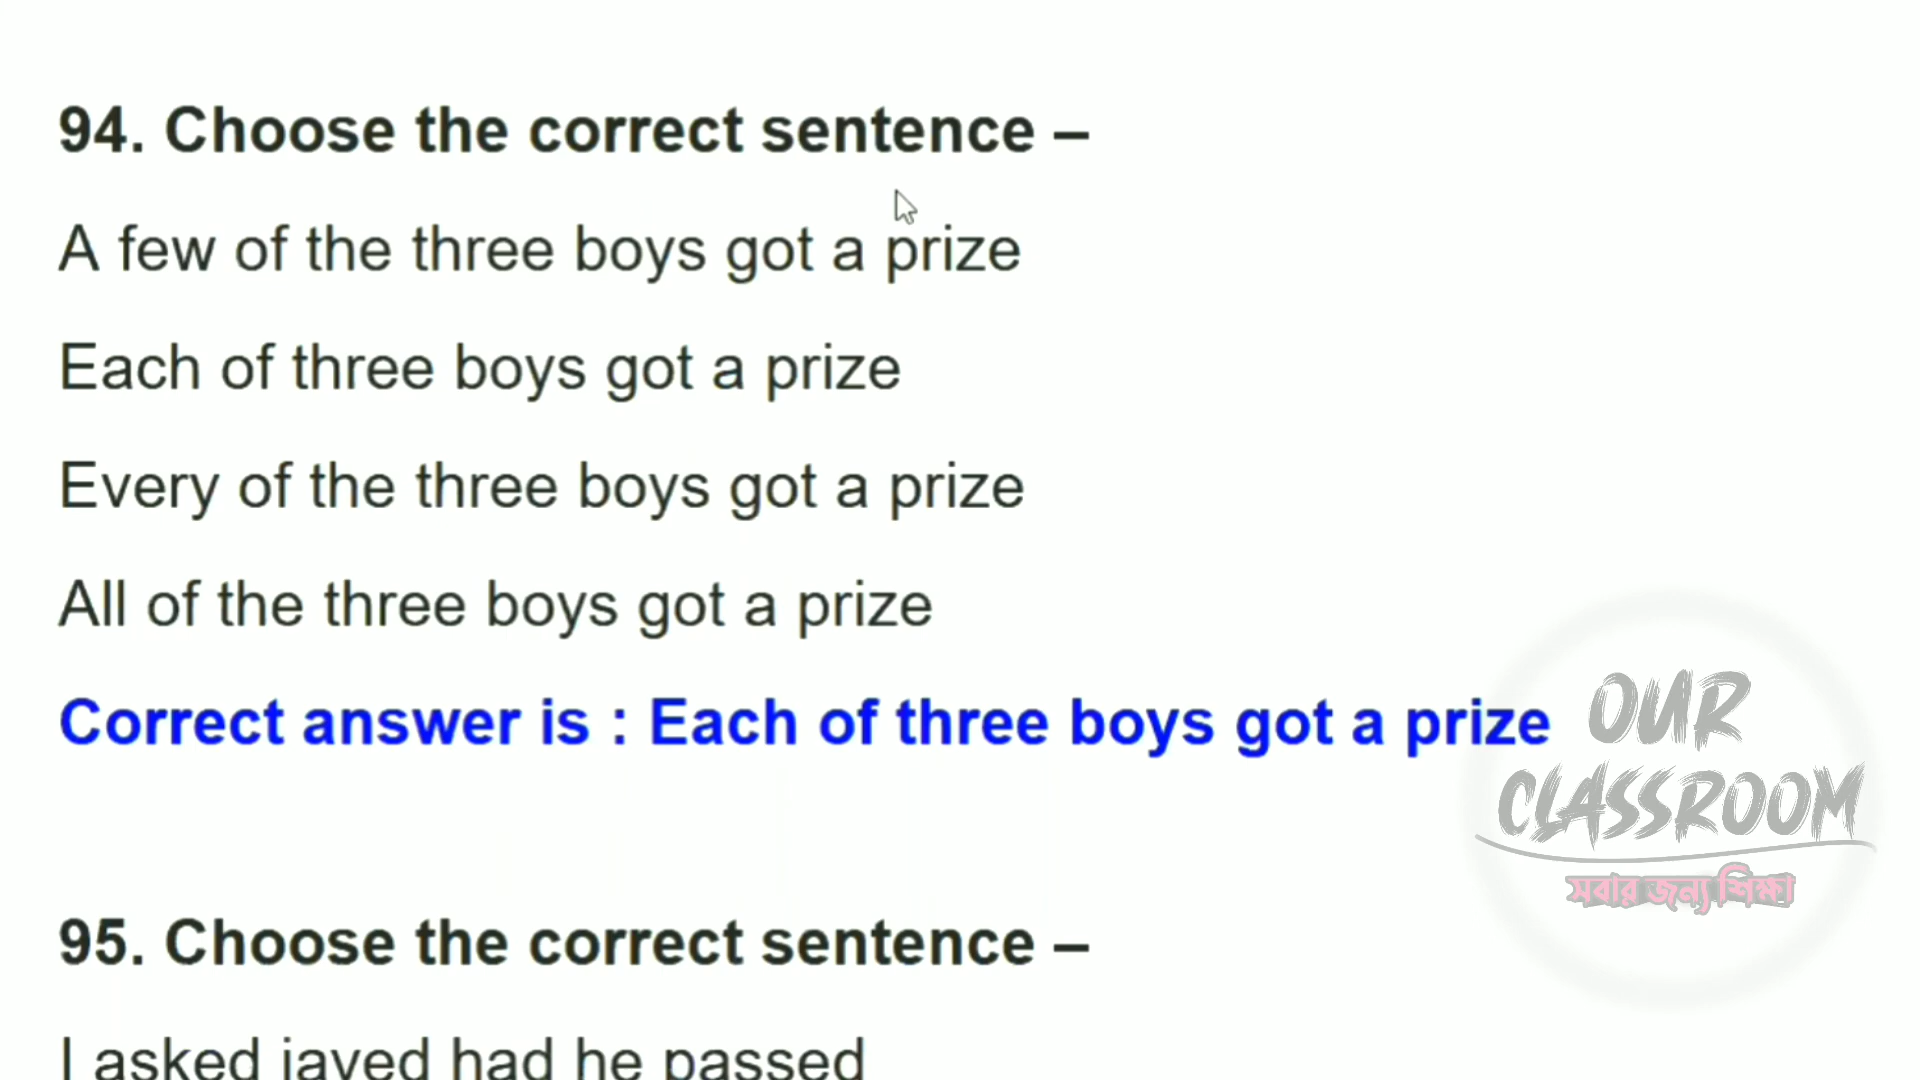 94. Choose the correct sentence –
A few of the three boys got a prize
Each of three boys got a prize
Every of the three boys got a prize
All of the three boys got a prize
Correct answer is : Each of three boys got a prize
OUR
CLASSROOM
সবার জন্য শিক্ষা
95. Choose the correct sentence –
I asked javed had he passed